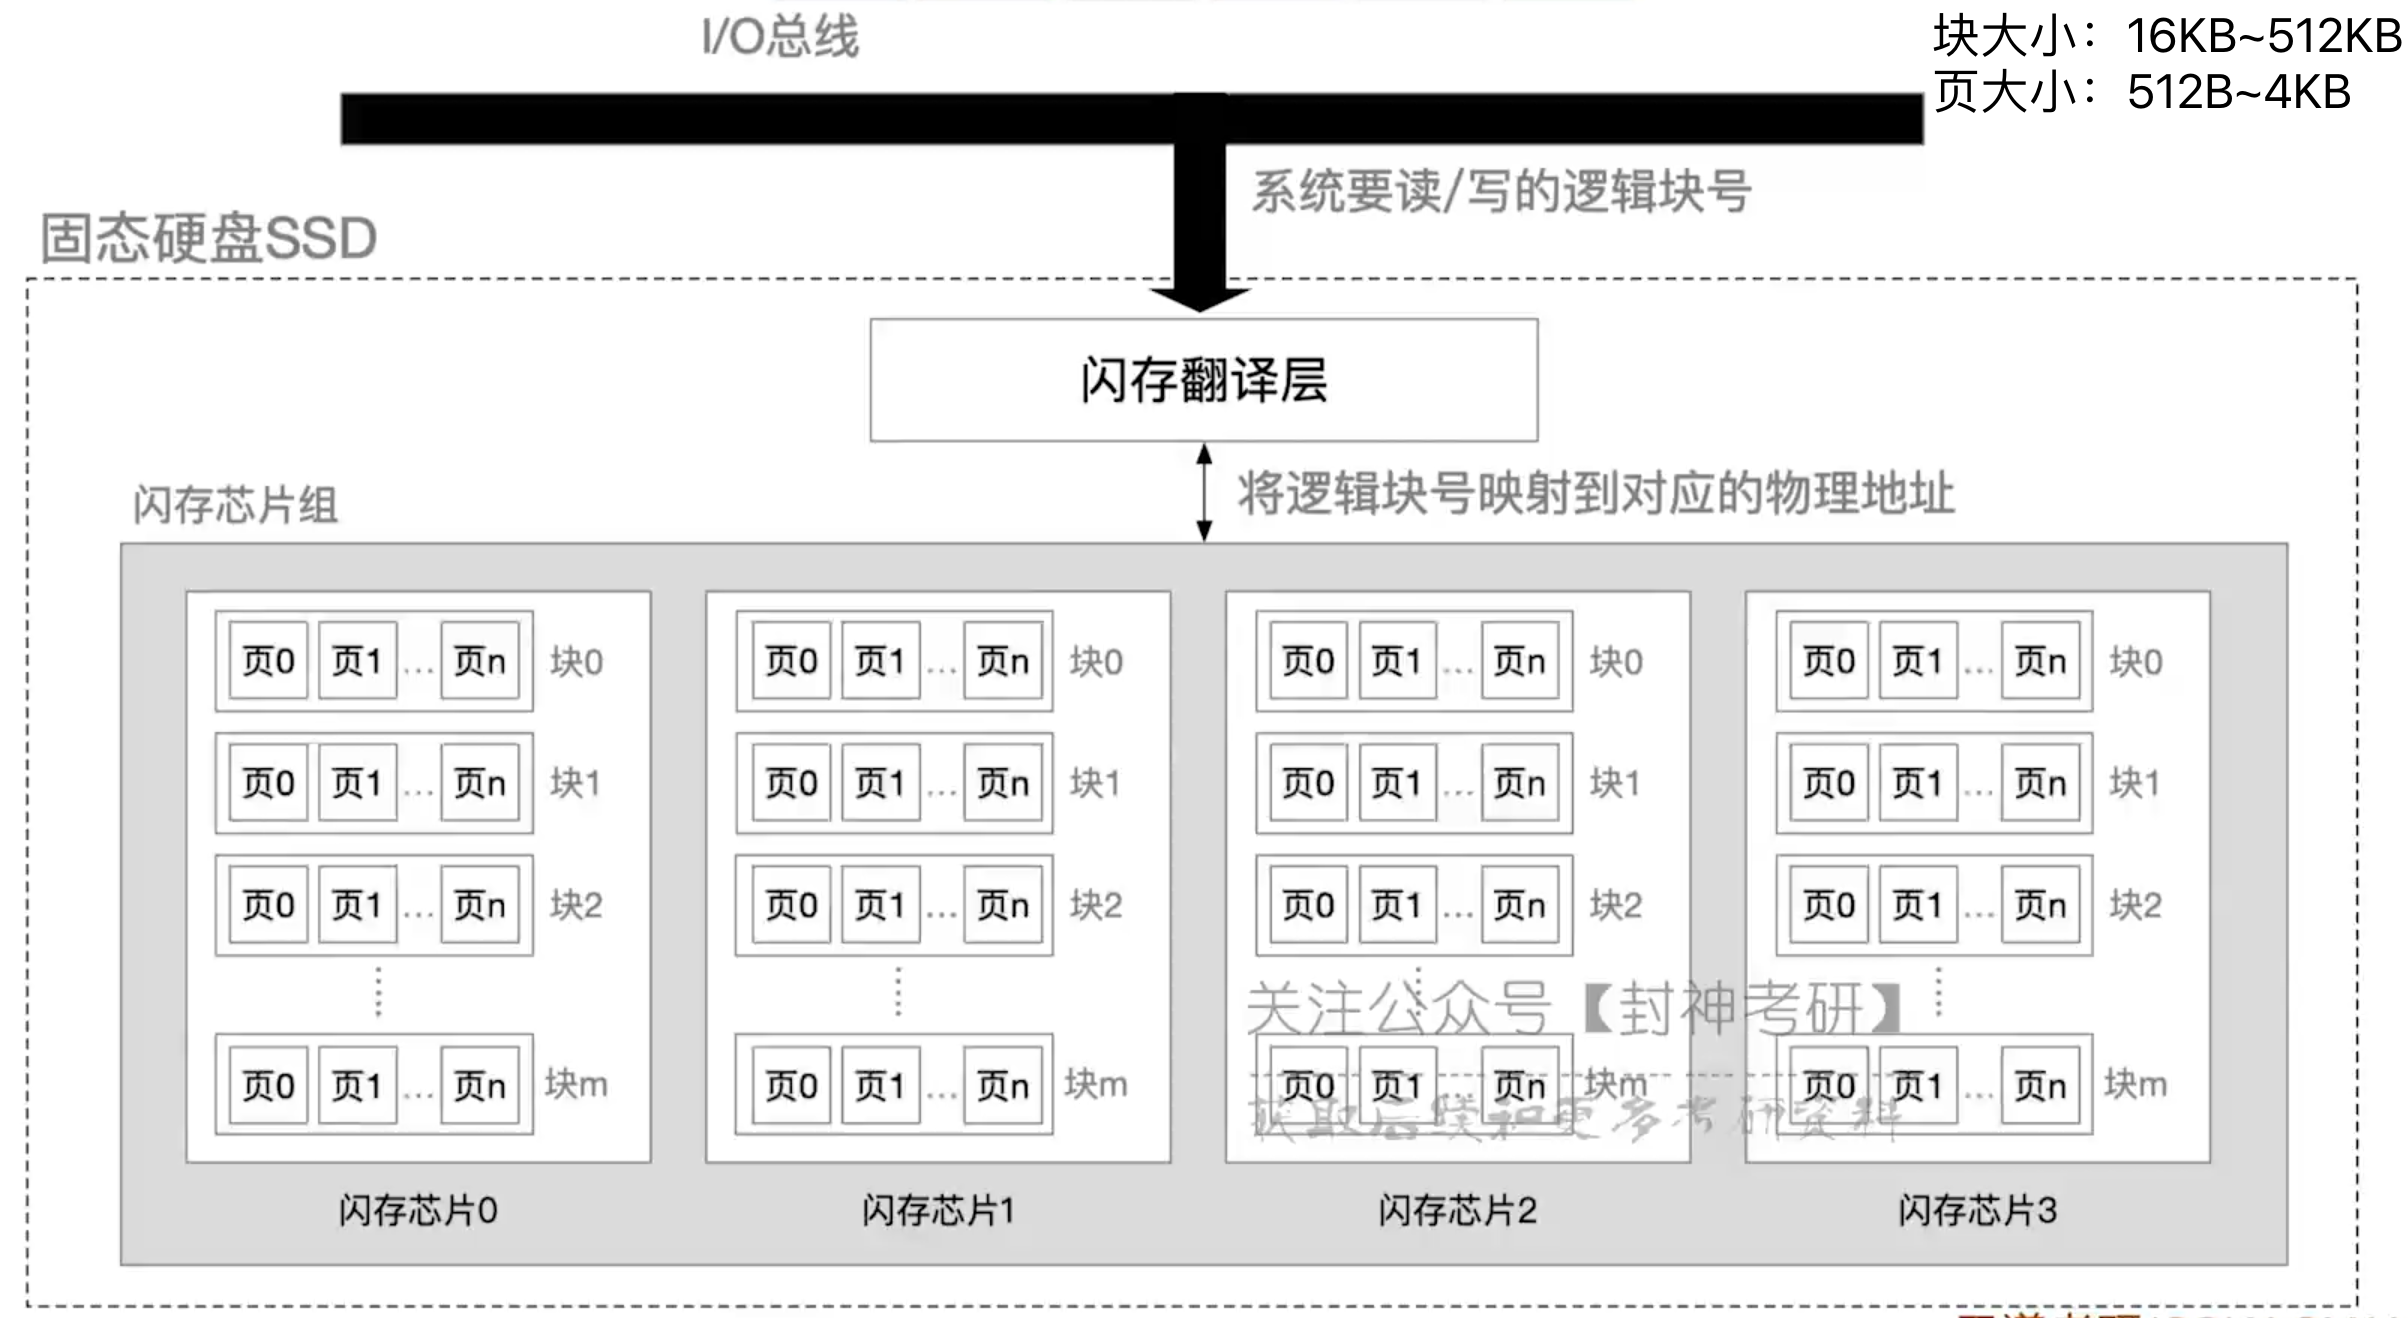 I/O总线
块大小：16KB~512KB
页大小：512B~4KB
系统要读/写的逻辑块号
固态硬盘SSD
闪存翻译层
将逻辑块号映射到对应的物理地址
闪存芯片组
页0 页1 … 页n 块0 页0 页1 … 页n 块0 页0 页1 … 页n 块0 页0 页1 … 页n 块0
页0 页1 … 页n 块1 页0 页1 … 页n 块1 页0 页1 … 页n 块1 页0 页1 … 页n 块1
页0 页1 … 页n 块2 页0 页1 … 页n 块2 页0 页1 … 页n 块2 页0 页1 … 页n 块2
关注公众号【封神考研】
页0 页1 … 页n 块m 页0 页1 … 页n 块m 页0 页1 … 页n 块m 页0 页1 … 页n 块m
获取后续和更多考研资料
闪存芯片0 闪存芯片1 闪存芯片2 闪存芯片3